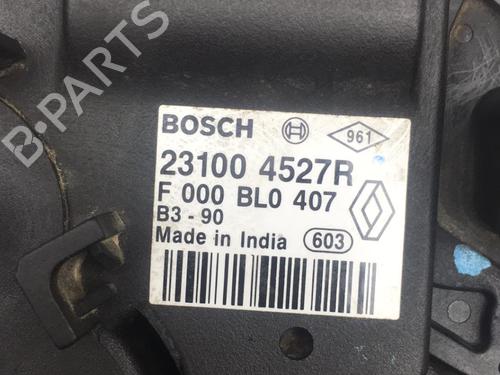 B-PARTS
BOSCH
961
23100 4527R
F 000 BL0 407
B3-90
Made in India
603